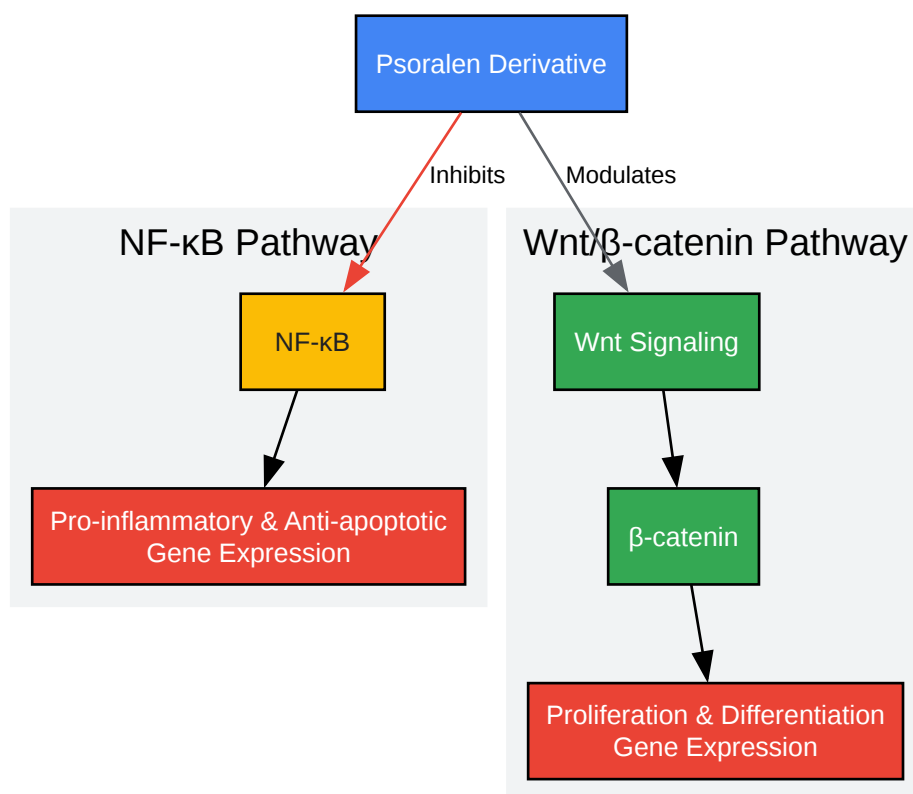 Psoralen Derivative
Inhibits
Modulates
NF-κB Pathway
Wnt/β-catenin Pathway
NF-κB
Wnt Signaling
Pro-inflammatory & Anti-apoptotic
Gene Expression
β-catenin
Proliferation & Differentiation
Gene Expression